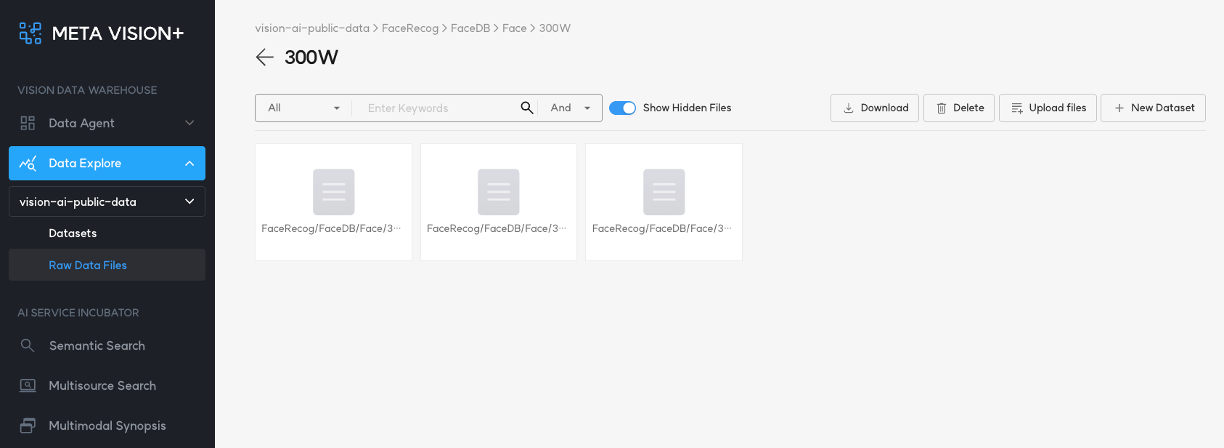 META VISION+
VISION DATA WAREHOUSE
Data Agent
Data Explore
vision-ai-public-data
Datasets
Raw Data Files
AI SERVICE INCUBATOR
Semantic Search
Multisource Search
Multimodal Synopsis
vision-ai-public-data > FaceRecog > FaceDB > Face > 300W
300W
All Enter Keywords And Show Hidden Files Download Delete Upload files New Dataset
FaceRecog/FaceDB/Face/3··· FaceRecog/FaceDB/Face/3··· FaceRecog/FaceDB/Face/3···